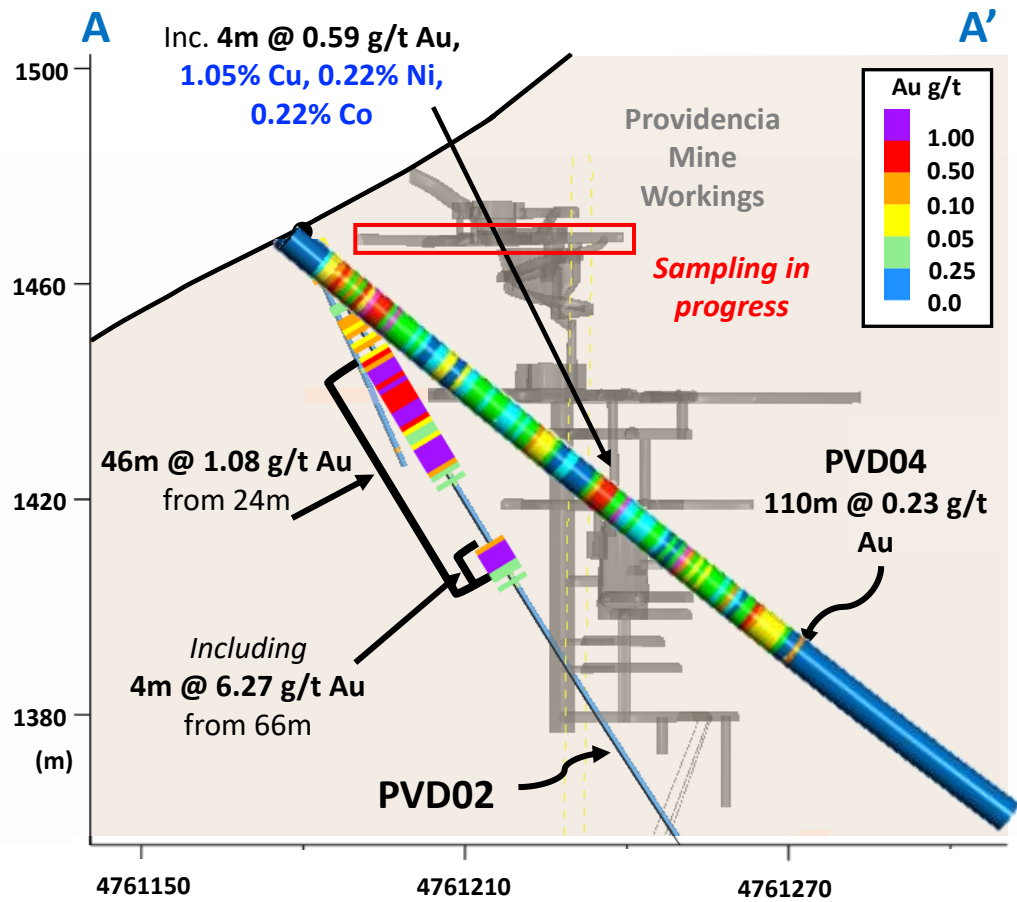 A
A’
Inc. 4m @ 0.59 g/t Au,
1.05% Cu, 0.22% Ni,
0.22% Co
Au g/t
1.00
0.50
0.10
0.05
0.25
0.0
Providencia
Mine
Workings
Sampling in
progress
1500
1460
1420
1380
(m)
46m @ 1.08 g/t Au
from 24m
PVD04
110m @ 0.23 g/t
Au
Including
4m @ 6.27 g/t Au
from 66m
PVD02
4761150
4761210
4761270